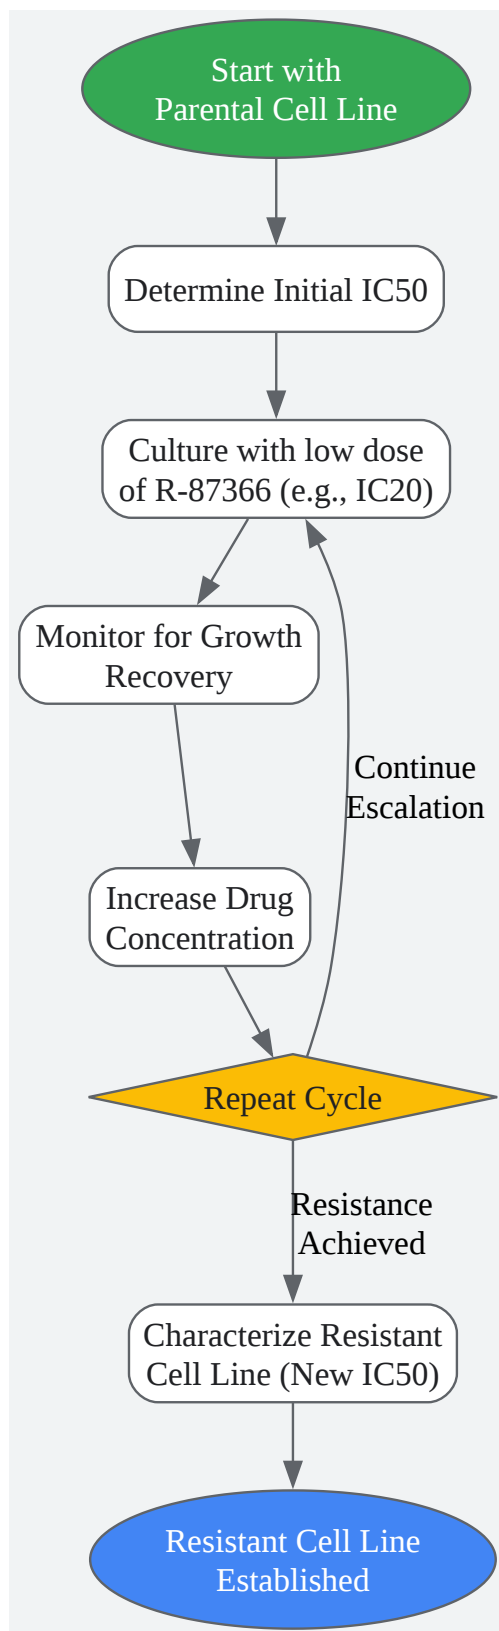 Start with
Parental Cell Line
Determine Initial IC50
Culture with low dose
of R-87366 (e.g., IC20)
Monitor for Growth
Recovery
Continue
Escalation
Increase Drug
Concentration
Repeat Cycle
Resistance
Achieved
Characterize Resistant
Cell Line (New IC50)
Resistant Cell Line
Established